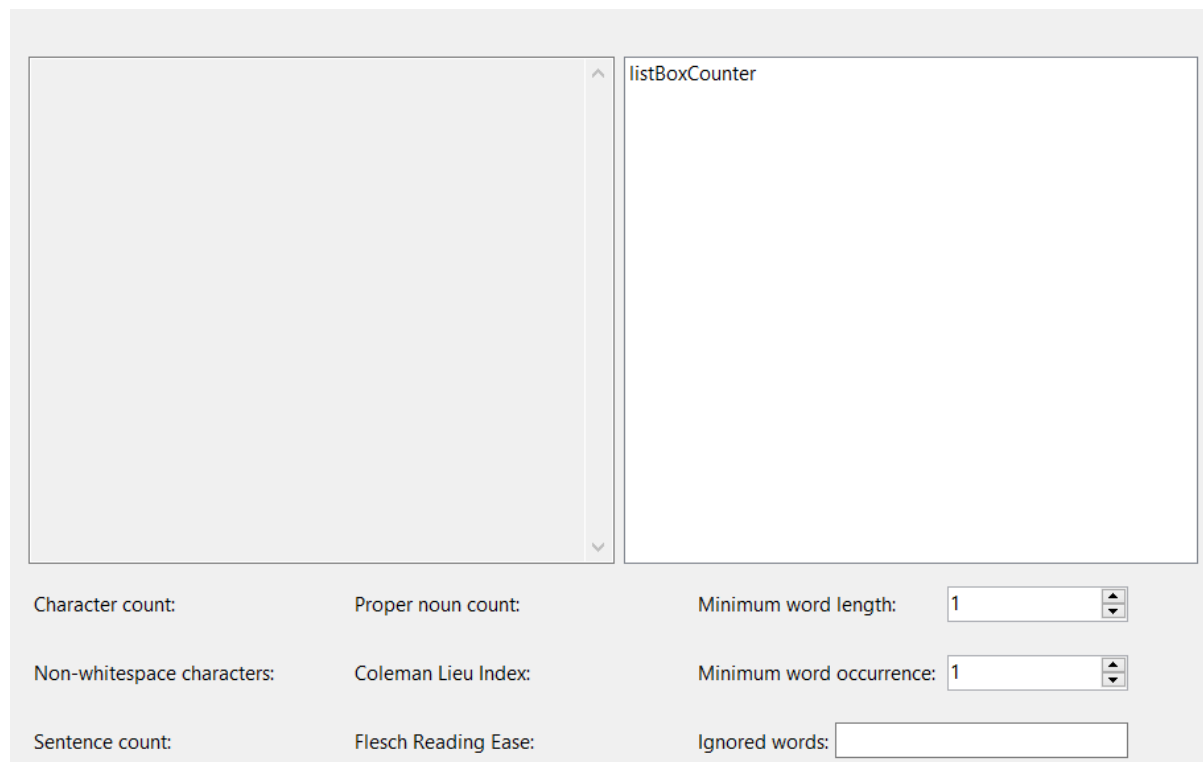 listBoxCounter
Character count: Proper noun count: Minimum word length: 1
Non-whitespace characters: Coleman Lieu Index: Minimum word occurrence: 1
Sentence count: Flesch Reading Ease: Ignored words: